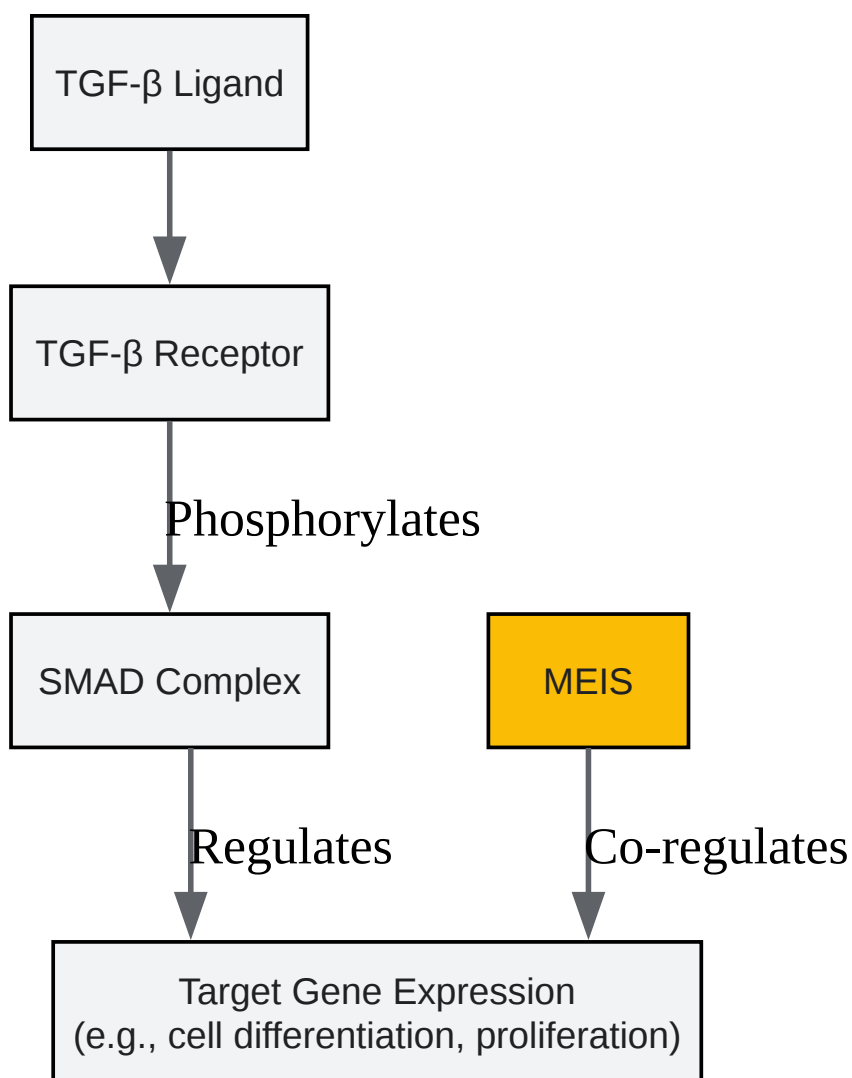 TGF-β Ligand
TGF-β Receptor
Phosphorylates
SMAD Complex
MEIS
Regulates
Co-regulates
Target Gene Expression
(e.g., cell differentiation, proliferation)